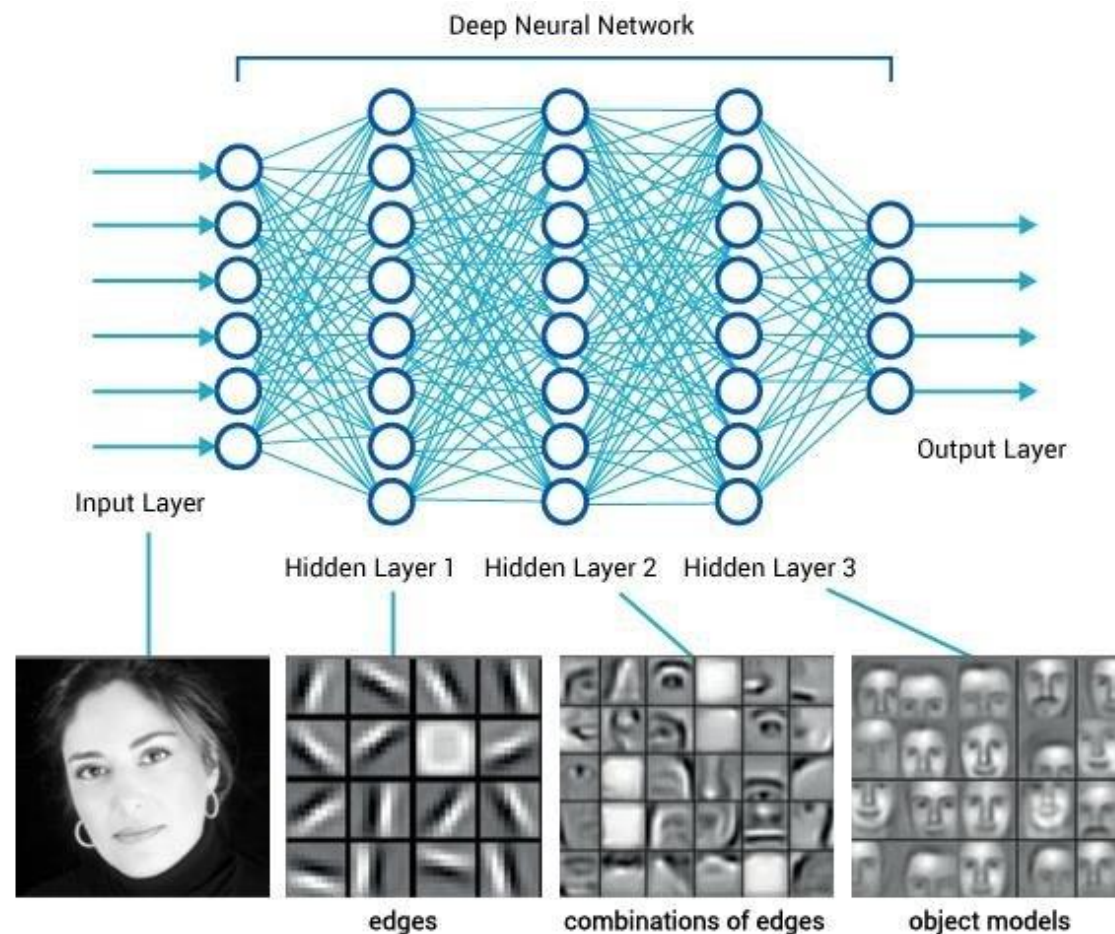 Deep Neural Network
Output Layer
Input Layer
Hidden Layer 1
Hidden Layer 2
Hidden Layer 3
edges
combinations of edges
object models